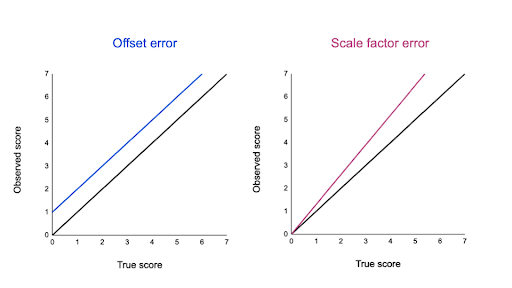 Offset error
Scale factor error
7
6
5
4
3
2
1
0
0 1 2 3 4 5 6 7
Observed score
True score
7
6
5
4
3
2
1
0
0 1 2 3 4 5 6 7
Observed score
True score